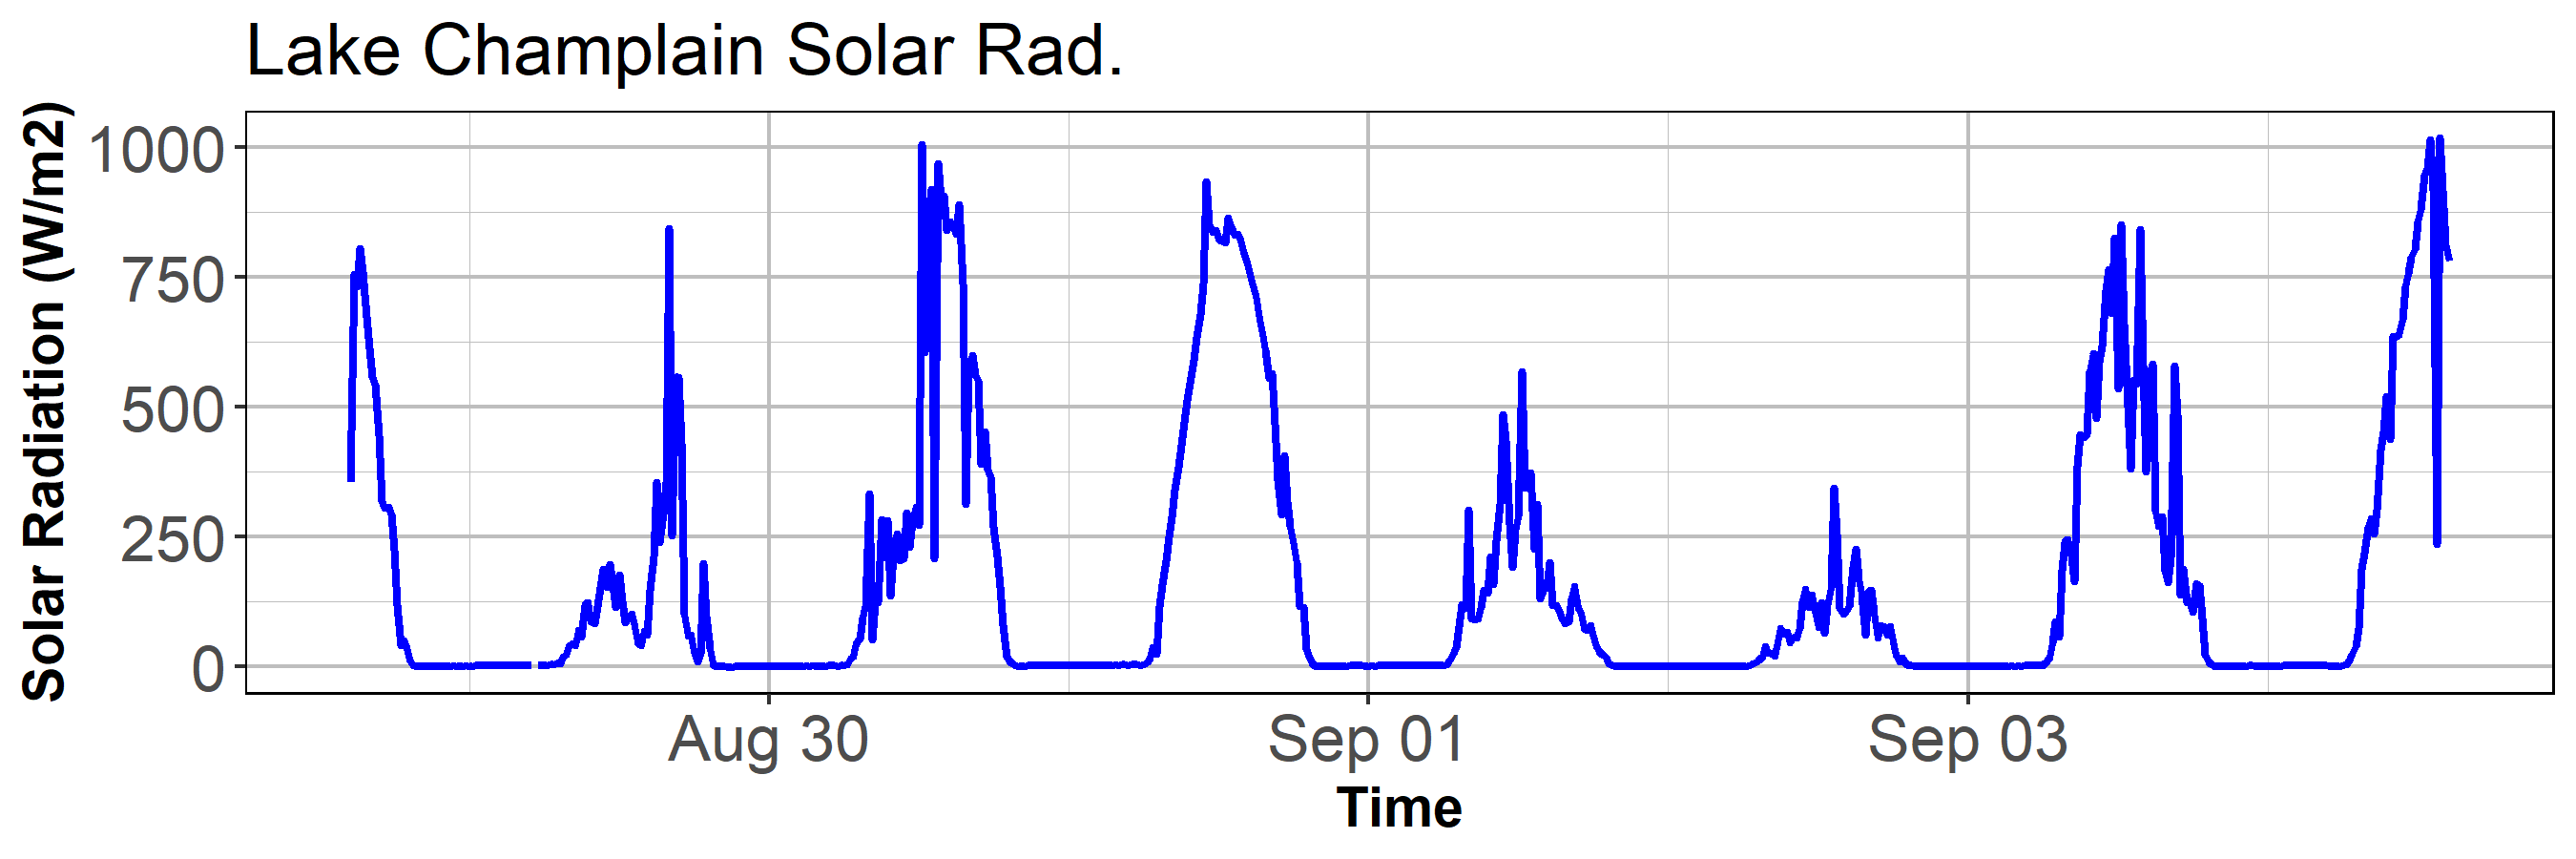 Lake Champlain Solar Rad.
Solar Radiation (W/m2)
1000
750
500
250
0
Aug 30 Sep 01 Sep 03
Time